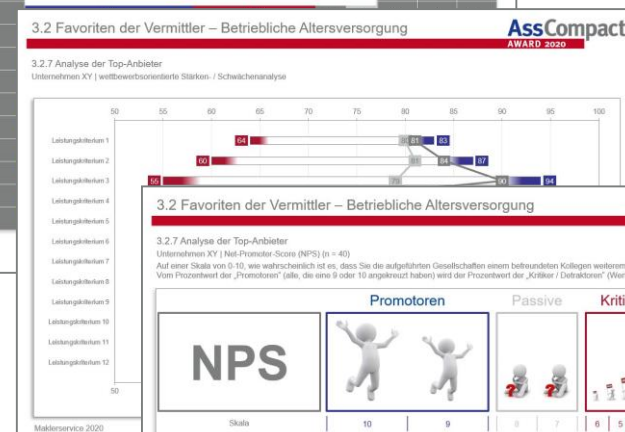 3.2 Favoriten der Vermittler – Betriebliche Altersversorgung
AssCompact
AWARD 2020
3.2.7 Analyse der Top-Anbieter
Unternehmen XY | wettbewerbsorientierte Stärken- / Schwächenanalyse
50 55 60 65 70 75 80 85 90 95 100
Leistungskriterium 1 64 81 83
Leistungskriterium 2 60 81 84 87
Leistungskriterium 3 55 79 90 94
Leistungskriterium 4
Leistungskriterium 5
Leistungskriterium 6
Leistungskriterium 7
Leistungskriterium 8
Leistungskriterium 9
Leistungskriterium 10
Leistungskriterium 11
Leistungskriterium 12
50
Maklerservice 2020
3.2 Favoriten der Vermittler – Betriebliche Altersversorgung
3.2.7 Analyse der Top-Anbieter
Unternehmen XY | Net-Promoter-Score (NPS) (n = 40)
Auf einer Skala von 0-10, wie wahrscheinlich ist es, dass Sie die aufgeführten Gesellschaften einem befreundeten Kollegen weiterem
Vom Prozentwert der „Promotoren" (alle, die eine 9 oder 10 angekreuzt haben) wird der Prozentwert der „Kritiker / Detraktoren" (Wer
Promotoren Passive Kriti
NPS
? ?
Skala 10 9 8 7 6 5